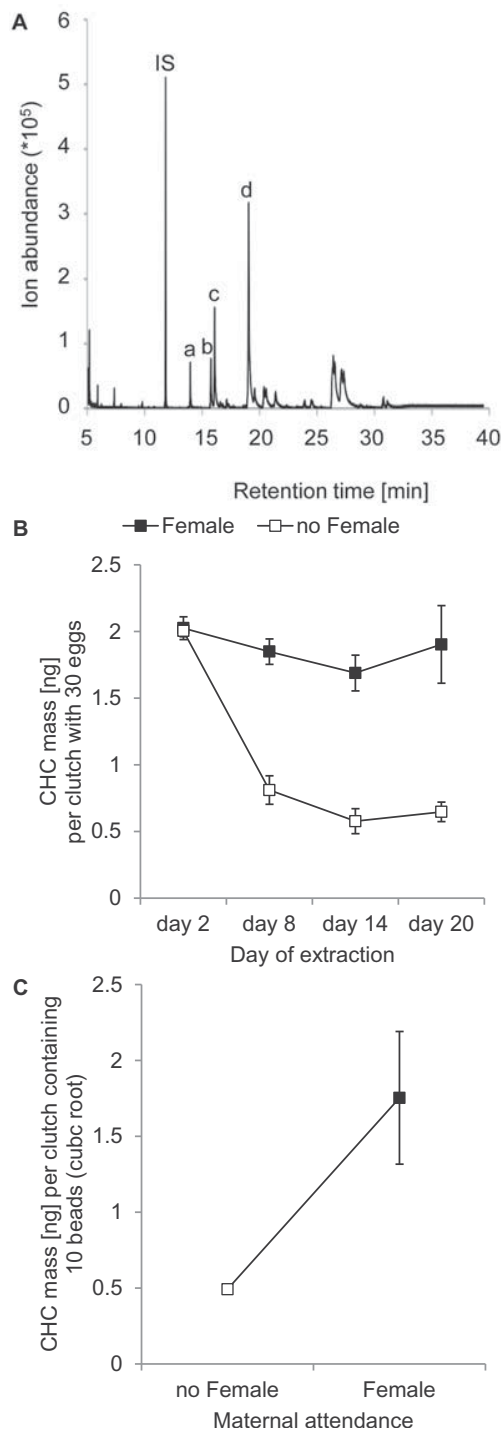 A
6
5
4
3
2
1
0
Ion abundance (*10⁵)
IS
a
b
c
d
5 10 15 20 25 30 35 40
Retention time [min]
Female no Female
B
2.5
2
1.5
1
0.5
0
CHC mass [ng]
per clutch with 30 eggs
day 2 day 8 day 14 day 20
Day of extraction
C
2.5
2
1.5
1
0.5
0
CHC mass [ng] per clutch containing
10 beads (cubc root)
no Female Female
Maternal attendance